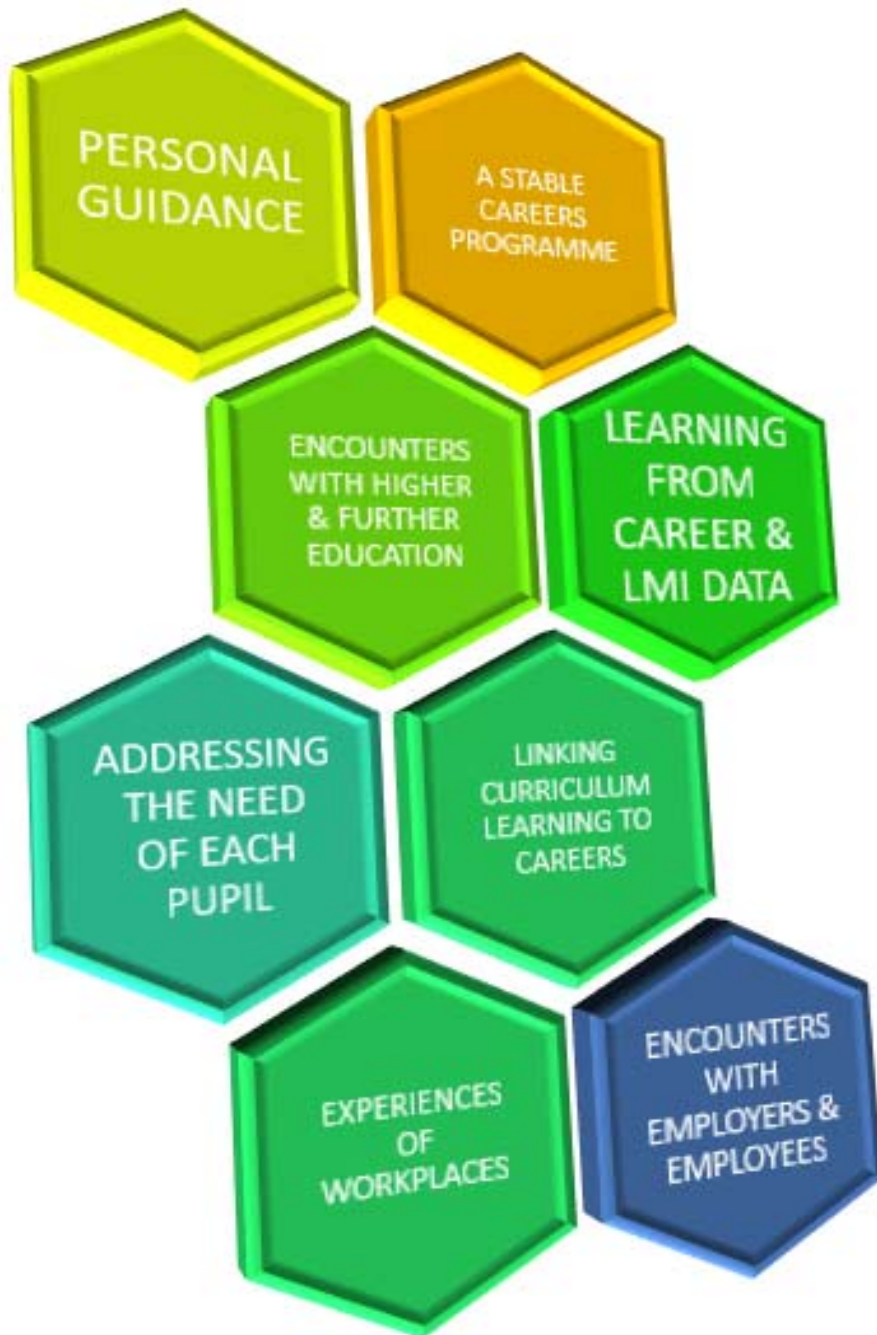 PERSONAL
GUIDANCE
A STABLE
CAREERS
PROGRAMME
ENCOUNTERS
WITH HIGHER
& FURTHER
EDUCATION
LEARNING
FROM
CAREER &
LMI DATA
ADDRESSING
THE NEED
OF EACH
PUPIL
LINKING
CURRICULUM
LEARNING TO
CAREERS
EXPERIENCES
OF
WORKPLACES
ENCOUNTERS
WITH
EMPLOYERS &
EMPLOYEES